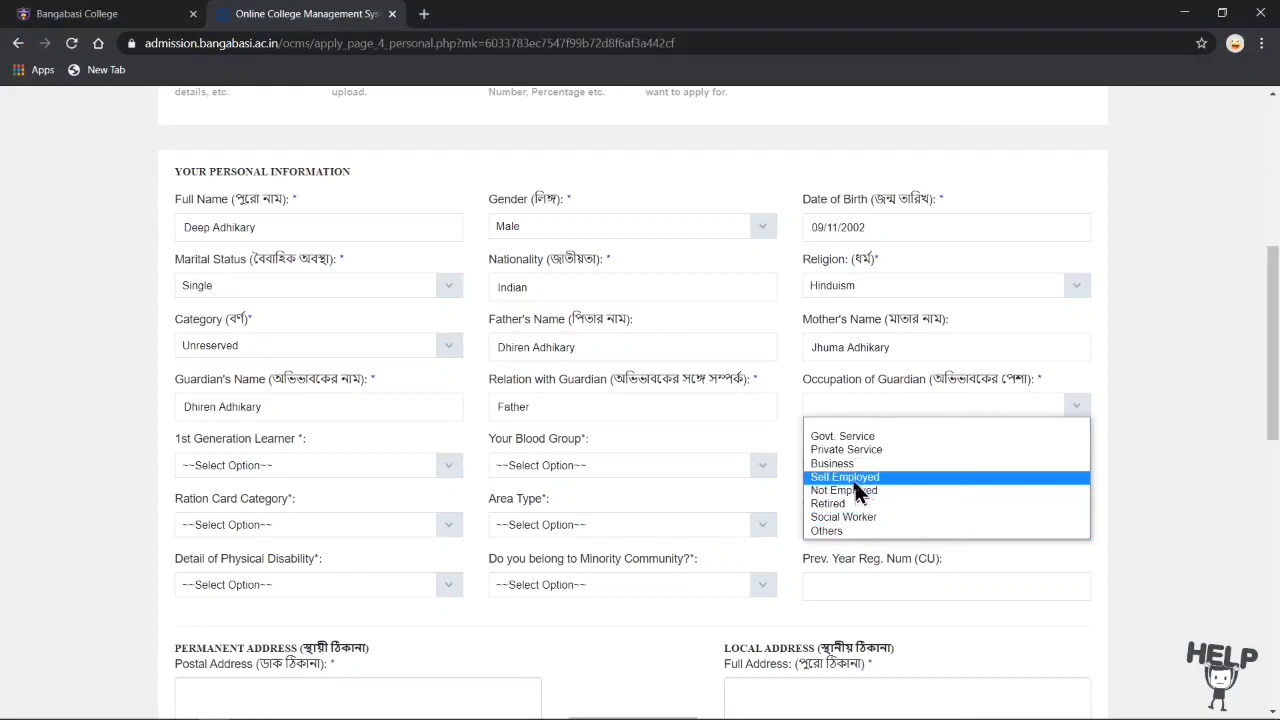 Bangabasi College
Online College Management Sys
admission.bangabasi.ac.in/ocms/apply_page_4_personal.php?mk=6033783ec7547f99b72d8f6af3a442cf
Apps New Tab
details, etc. upload. Number, Percentage etc. want to apply for.
YOUR PERSONAL INFORMATION
Full Name (পুরো নাম): * Gender (লিঙ্গ): * Date of Birth (জন্ম তারিখ): *
Deep Adhikary Male 09/11/2002
Marital Status (বৈবাহিক অবস্থা): * Nationality (জাতীয়তা): * Religion: (ধর্ম)*
Single Indian Hinduism
Category (বর্ণ)* Father's Name (পিতার নাম): Mother's Name (মাতার নাম):
Unreserved Dhiren Adhikary Jhuma Adhikary
Guardian's Name (অভিভাবকের নাম): * Relation with Guardian (অভিভাবকের সঙ্গে সম্পর্ক): * Occupation of Guardian (অভিভাবকের পেশা): *
Dhiren Adhikary Father
1st Generation Learner *: Your Blood Group*:
~~Select Option~~ ~~Select Option~~
Govt. Service
Private Service
Business
Sell Employed
Not Employed
Retired
Social Worker
Others
Ration Card Category*: Area Type*:
~~Select Option~~ ~~Select Option~~
Detail of Physical Disability*: Do you belong to Minority Community?*: Prev. Year Reg. Num (CU):
~~Select Option~~ ~~Select Option~~
PERMANENT ADDRESS (স্থায়ী ঠিকানা) LOCAL ADDRESS (স্থানীয় ঠিকানা)
Postal Address (ডাক ঠিকানা): * Full Address: (পুরো ঠিকানা) *
HELP